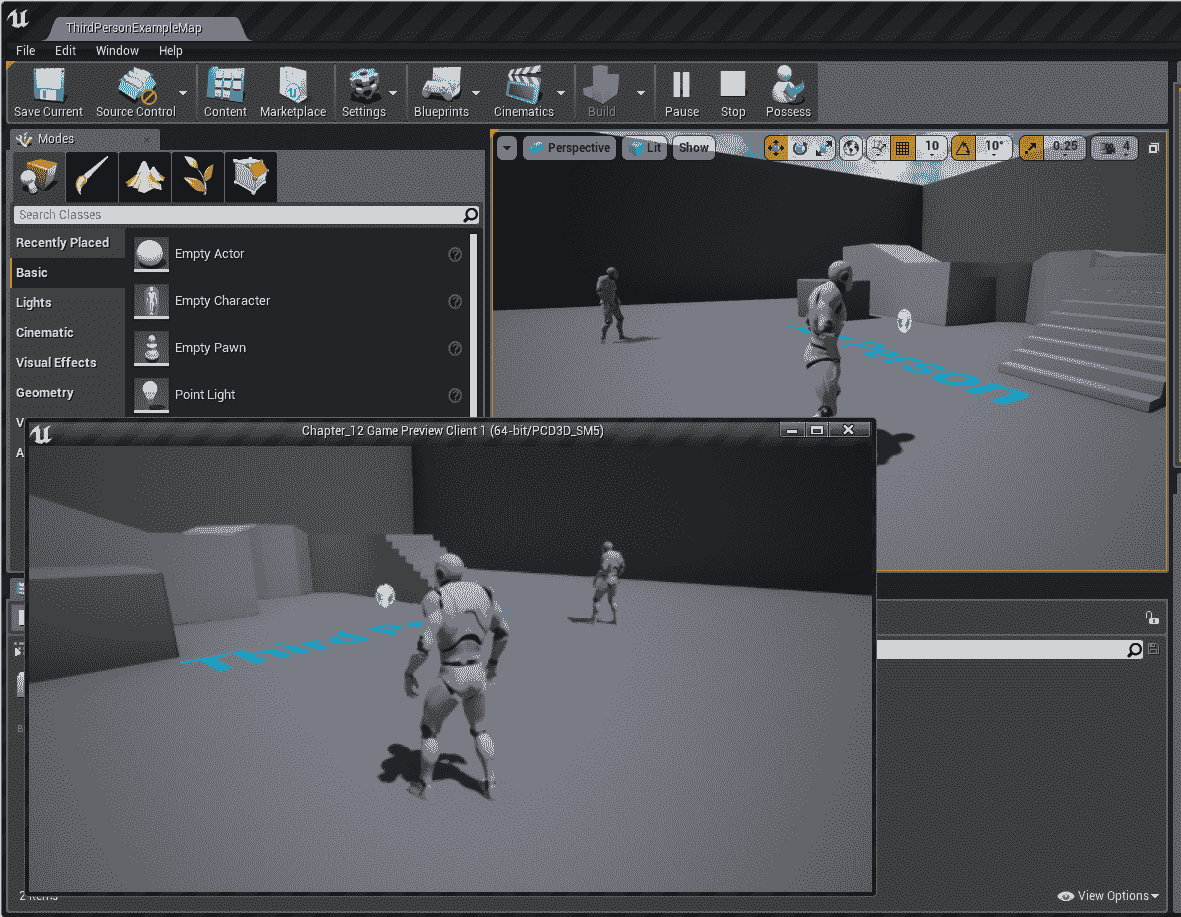 ThirdPersonExampleMap
File Edit Window Help
Save Current Source Control Content Marketplace Settings Blueprints Cinematics Build Pause Stop Possess
Modes
Perspective Lit Show 10 10° 0.25 4
Search Classes
Recently Placed
Basic
Lights
Cinematic
Visual Effects
Geometry
V
A
Empty Actor
Empty Character
Empty Pawn
Point Light
Chapter_12 Game Preview Client 1 (64-bit/PCD3D_SM5)
2 items
View Options